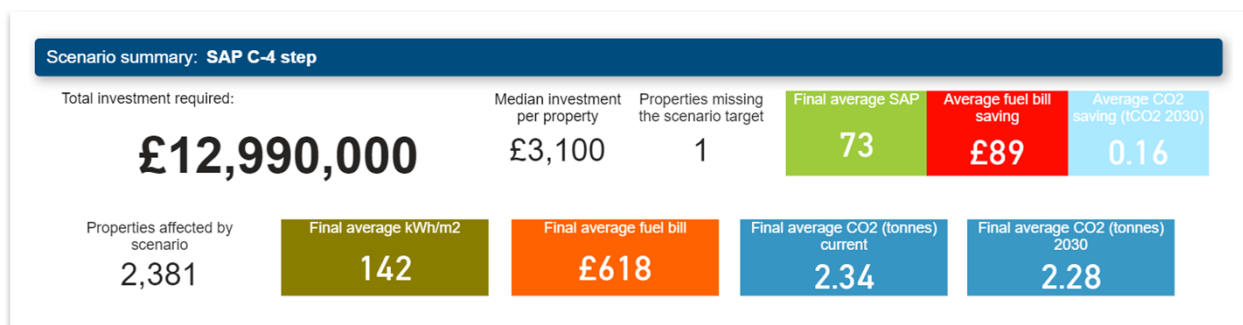 Scenario summary: SAP C-4 step
Total investment required:
£12,990,000
Median investment
per property
£3,100
Properties missing
the scenario target
1
Final average SAP
73
Average fuel bill
saving
£89
Average CO2
saving (tCO2 2030)
0.16
Properties affected by
scenario
2,381
Final average kWh/m2
142
Final average fuel bill
£618
Final average CO2 (tonnes)
current
2.34
Final average CO2 (tonnes)
2030
2.28